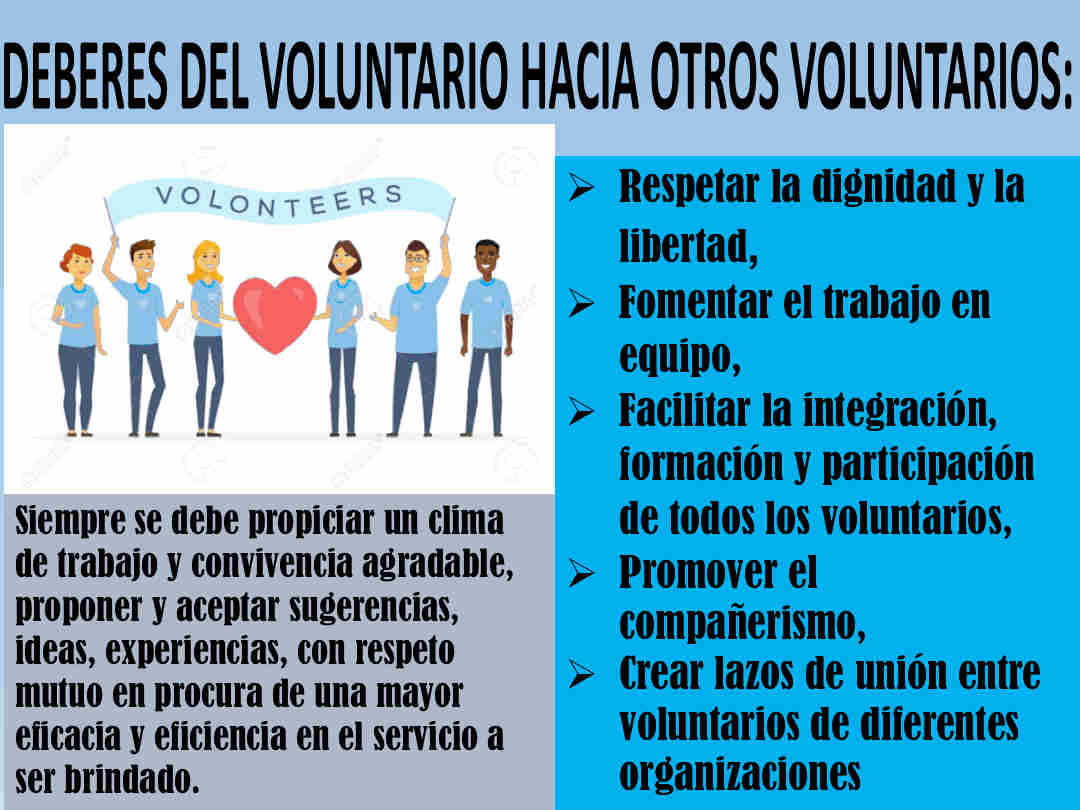 DEBERES DEL VOLUNTARIO HACIA OTROS VOLUNTARIOS:
VOLONTEERS
Siempre se debe propiciar un clima
de trabajo y convivencia agradable,
proponer y aceptar sugerencias,
ideas, experiencias, con respeto
mutuo en procura de una mayor
eficacia y eficiencia en el servicio a
ser brindado.
➢ Respetar la dignidad y la
libertad,
➢ Fomentar el trabajo en
equipo,
➢ Facilitar la integración,
formación y participación
de todos los voluntarios,
➢ Promover el
compañerismo,
➢ Crear lazos de unión entre
voluntarios de diferentes
organizaciones